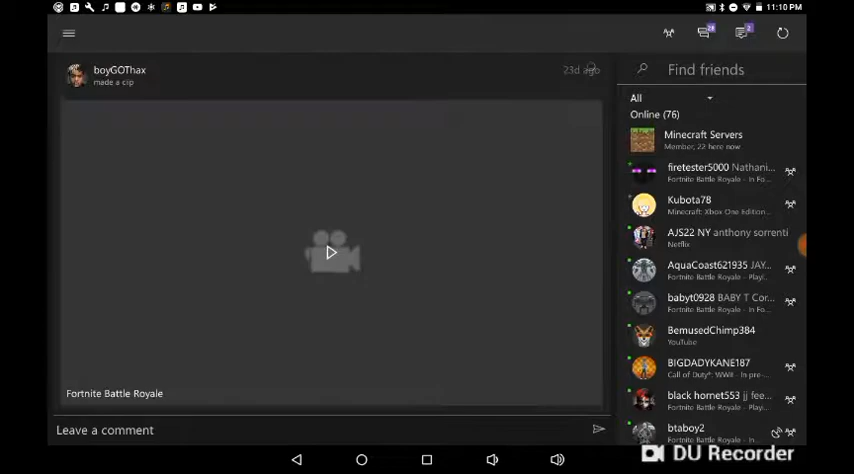 11:10 PM
28
2
boyGOThax
made a clip
23d ago
Fortnite Battle Royale
Leave a comment
Find friends
All
Online (76)
Minecraft Servers
Member, 22 here now
firetester5000 Nathani...
Fortnite Battle Royale - In Fo...
Kubota78
Minecraft: Xbox One Edition...
AJS22 NY anthony sorrenti
Netflix
AquaCoast621935 JAY...
Fortnite Battle Royale - Playi...
babyt0928 BABY T Cor...
Fortnite Battle Royale - In Fo...
BemusedChimp384
YouTube
BIGDADYKANE187
Call of Duty®: WWII - In pre-...
black hornet553 jj fee...
Fortnite Battle Royale - Playi...
btaboy2
Fortnite Battle Royale - In...
DU Recorder